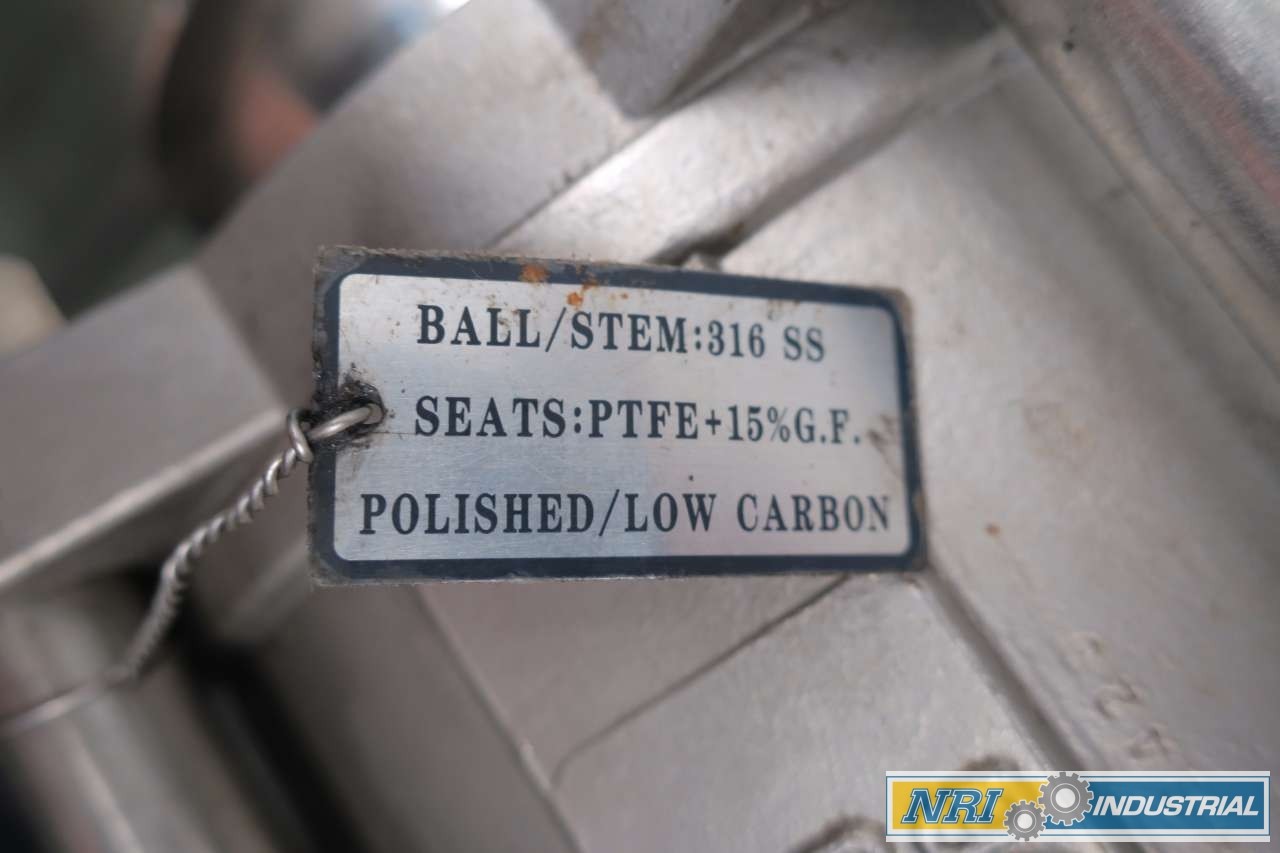 BALL/STEM:316 SS
SEATS:PTFE+15%G.F.
POLISHED/LOW CARBON
NRI INDUSTRIAL